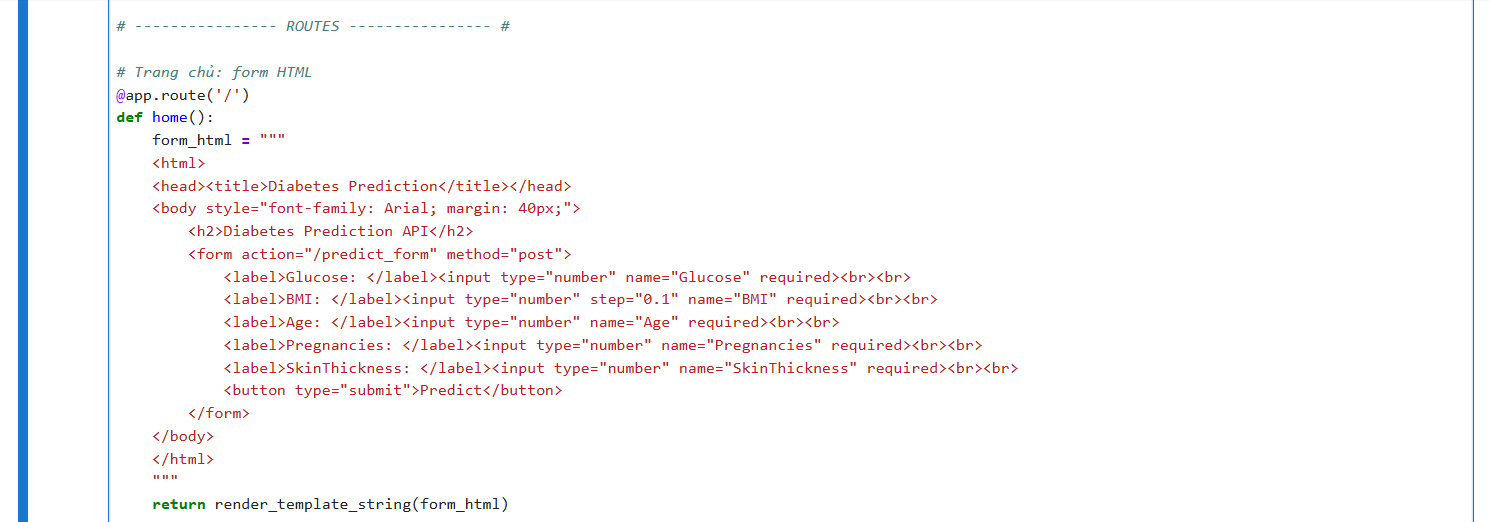 # ---------------- ROUTES ---------------- #
# Trang chủ: form HTML
@app.route('/')
def home():
    form_html = """
    <html>
    <head><title>Diabetes Prediction</title></head>
    <body style="font-family: Arial; margin: 40px;">
        <h2>Diabetes Prediction API</h2>
        <form action="/predict_form" method="post">
            <label>Glucose: </label><input type="number" name="Glucose" required><br><br>
            <label>BMI: </label><input type="number" step="0.1" name="BMI" required><br><br>
            <label>Age: </label><input type="number" name="Age" required><br><br>
            <label>Pregnancies: </label><input type="number" name="Pregnancies" required><br><br>
            <label>SkinThickness: </label><input type="number" name="SkinThickness" required><br><br>
            <button type="submit">Predict</button>
        </form>
    </body>
    </html>
    """
    return render_template_string(form_html)